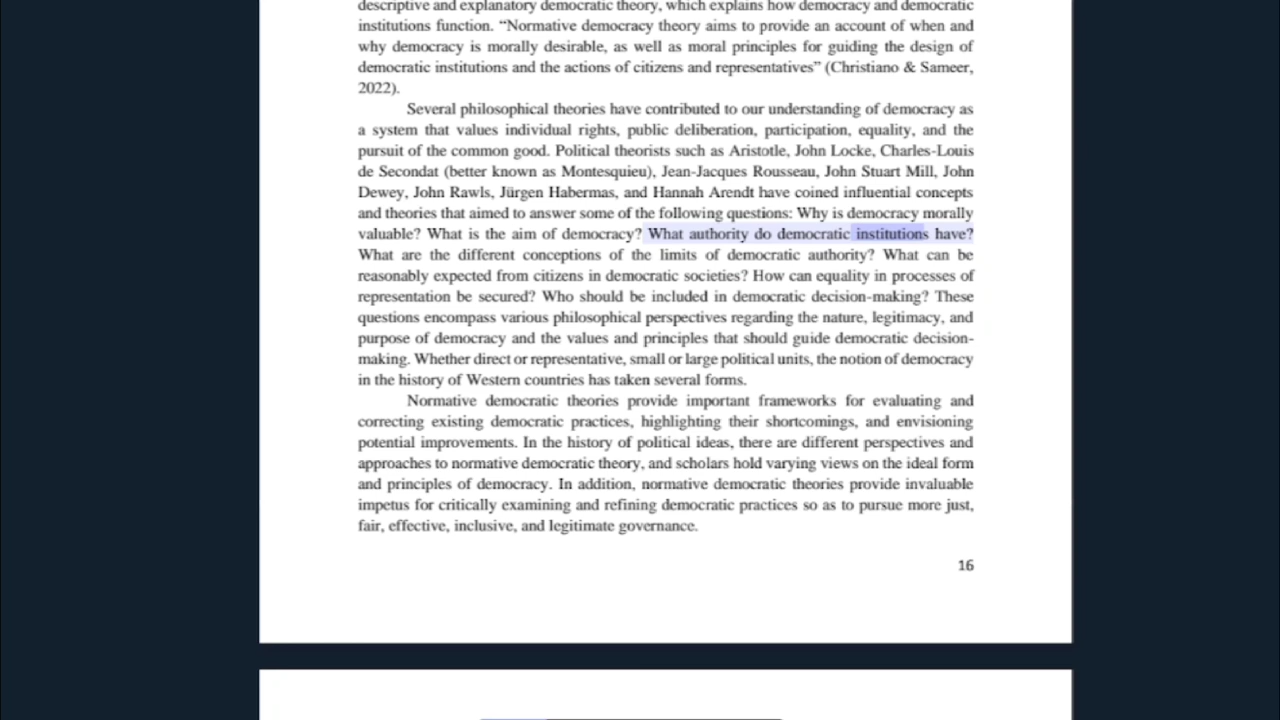 descriptive and explanatory democratic theory, which explains how democracy and democratic
institutions function. “Normative democracy theory aims to provide an account of when and
why democracy is morally desirable, as well as moral principles for guiding the design of
democratic institutions and the actions of citizens and representatives” (Christiano & Sameer,
2022).
Several philosophical theories have contributed to our understanding of democracy as
a system that values individual rights, public deliberation, participation, equality, and the
pursuit of the common good. Political theorists such as Aristotle, John Locke, Charles-Louis
de Secondat (better known as Montesquieu), Jean-Jacques Rousseau, John Stuart Mill, John
Dewey, John Rawls, Jürgen Habermas, and Hannah Arendt have coined influential concepts
and theories that aimed to answer some of the following questions: Why is democracy morally
valuable? What is the aim of democracy? What authority do democratic institutions have?
What are the different conceptions of the limits of democratic authority? What can be
reasonably expected from citizens in democratic societies? How can equality in processes of
representation be secured? Who should be included in democratic decision-making? These
questions encompass various philosophical perspectives regarding the nature, legitimacy, and
purpose of democracy and the values and principles that should guide democratic decision-
making. Whether direct or representative, small or large political units, the notion of democracy
in the history of Western countries has taken several forms.
Normative democratic theories provide important frameworks for evaluating and
correcting existing democratic practices, highlighting their shortcomings, and envisioning
potential improvements. In the history of political ideas, there are different perspectives and
approaches to normative democratic theory, and scholars hold varying views on the ideal form
and principles of democracy. In addition, normative democratic theories provide invaluable
impetus for critically examining and refining democratic practices so as to pursue more just,
fair, effective, inclusive, and legitimate governance.
16